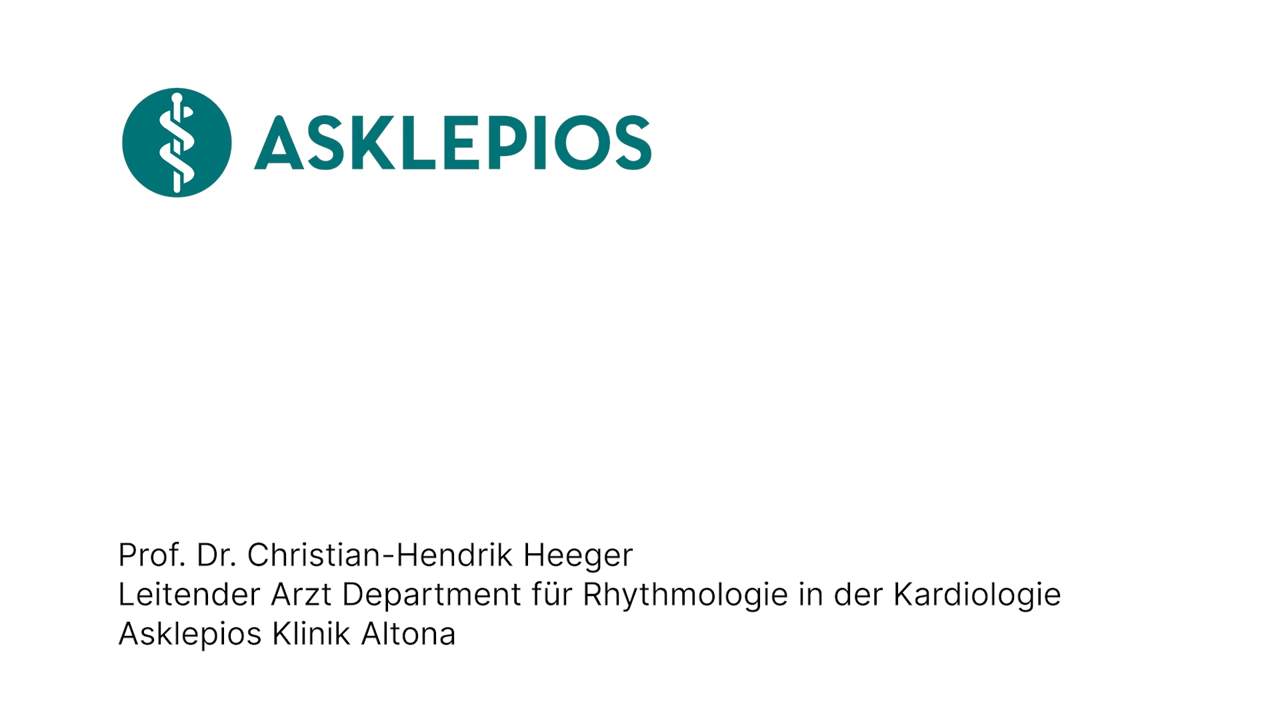 ASKLEPIOS
Prof. Dr. Christian-Hendrik Heeger
Leitender Arzt Department für Rhythmologie in der Kardiologie
Asklepios Klinik Altona